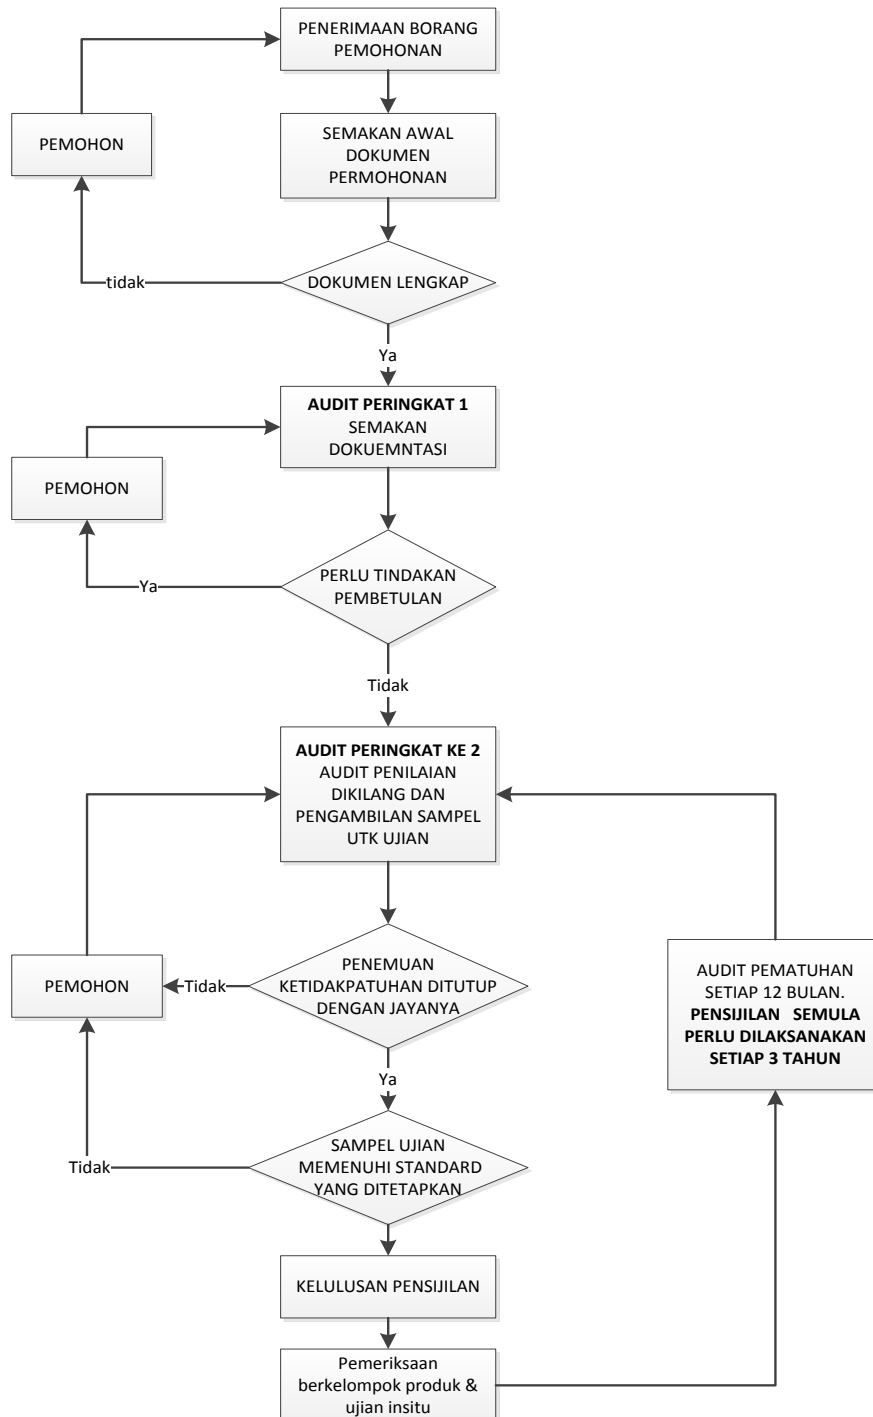 PENERIMAAN BORANG
PEMOHONAN
PEMOHON
SEMAKAN AWAL
DOKUMEN
PERMOHONAN
tidak
DOKUMEN LENGKAP
Ya
AUDIT PERINGKAT 1
SEMAKAN
DOKUEMNTASI
PEMOHON
Ya
PERLU TINDAKAN
PEMBETULAN
Tidak
AUDIT PERINGKAT KE 2
AUDIT PENILAIAN
DIKILANG DAN
PENGAMBILAN SAMPEL
UTK UJIAN
PEMOHON
Tidak
PENEMUAN
KETIDAKPATUHAN DITUTUP
DENGAN JAYANYA
AUDIT PEMATUHAN
SETIAP 12 BULAN.
PENSIJILAN SEMULA
PERLU DILAKSANAKAN
SETIAP 3 TAHUN
Ya
Tidak
SAMPEL UJIAN
MEMENUHI STANDARD
YANG DITETAPKAN
KELULUSAN PENSIJILAN
Pemeriksaan
berkelompok produk &
ujian insitu